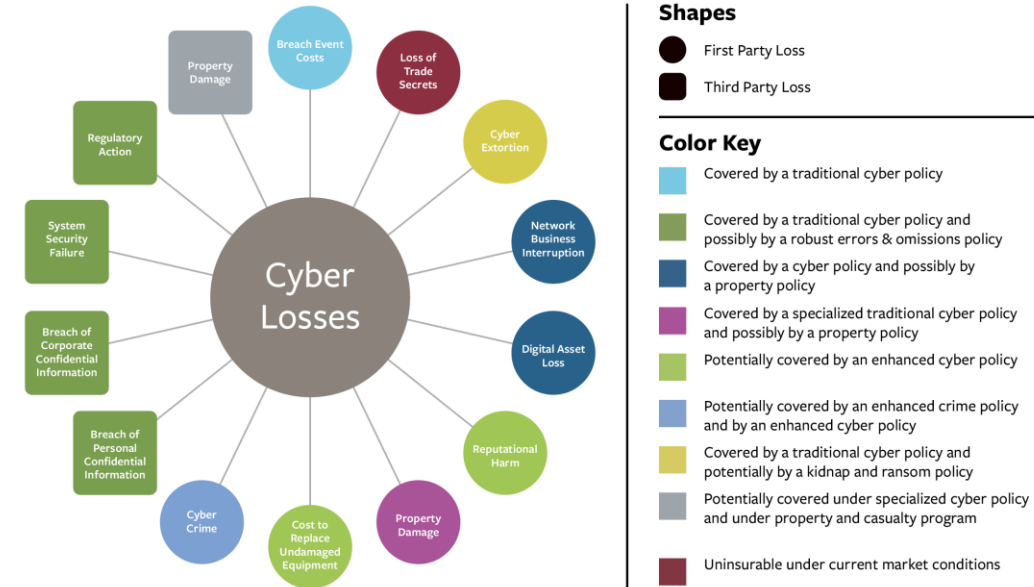 Breach Event
Costs
Loss of
Trade
Secrets
Cyber
Extortion
Network
Business
Interruption
Digital Asset
Loss
Reputational
Harm
Property
Damage
Cost to
Replace
Undamaged
Equipment
Cyber
Crime
Breach of
Personal
Confidential
Information
Breach of
Corporate
Confidential
Information
System
Security
Failure
Regulatory
Action
Property
Damage
Cyber
Losses
Shapes
First Party Loss
Third Party Loss
Color Key
Covered by a traditional cyber policy
Covered by a traditional cyber policy and
possibly by a robust errors & omissions policy
Covered by a cyber policy and possibly by
a property policy
Covered by a specialized traditional cyber policy
and possibly by a property policy
Potentially covered by an enhanced cyber policy
Potentially covered by an enhanced crime policy
and by an enhanced cyber policy
Covered by a traditional cyber policy and
potentially by a kidnap and ransom policy
Potentially covered under specialized cyber policy
and under property and casualty program
Uninsurable under current market conditions